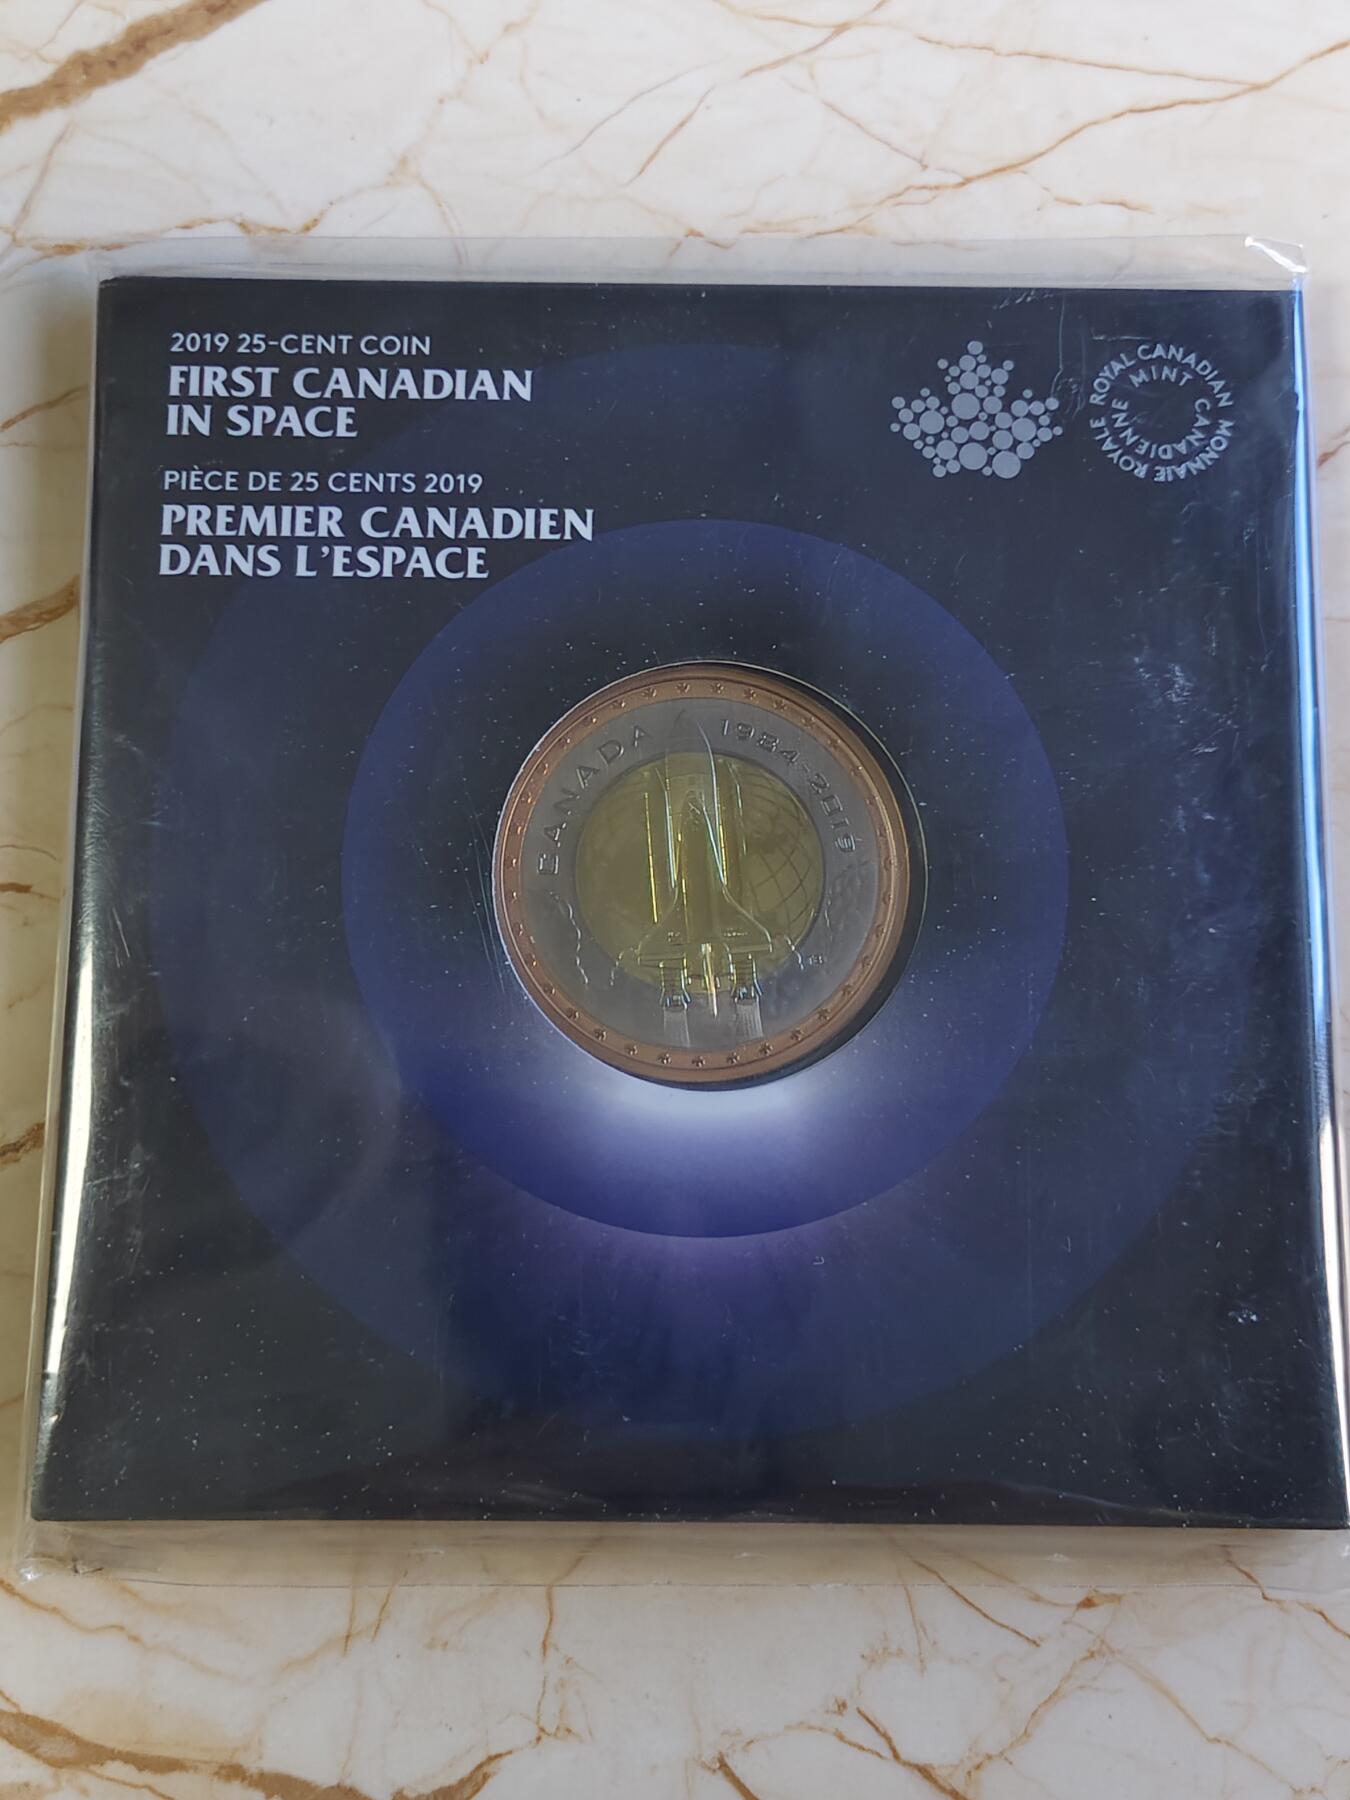 2019 25-CENT COIN
FIRST CANADIAN
IN SPACE
PIÈCE DE 25 CENTS 2019
PREMIER CANADIEN
DANS L'ESPACE
ROYAL CANADIAN MINT
MONNAIE ROYALE CANADIENNE
CANADA 1984-2019